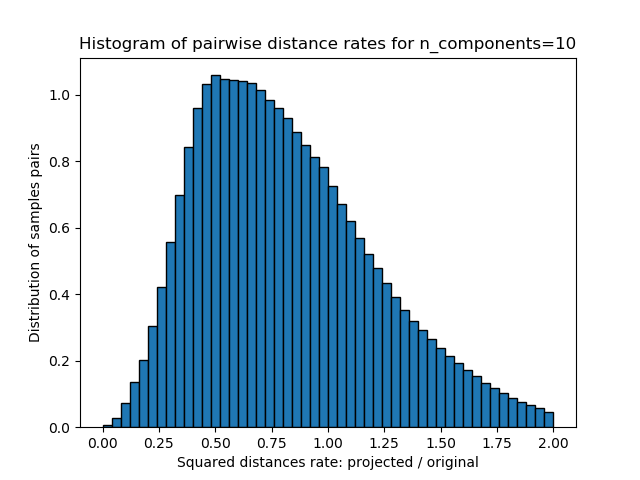 Histogram of pairwise distance rates for n_components=10
1.0
0.8
0.6
0.4
0.2
0.0
Distribution of samples pairs
0.00 0.25 0.50 0.75 1.00 1.25 1.50 1.75 2.00
Squared distances rate: projected / original